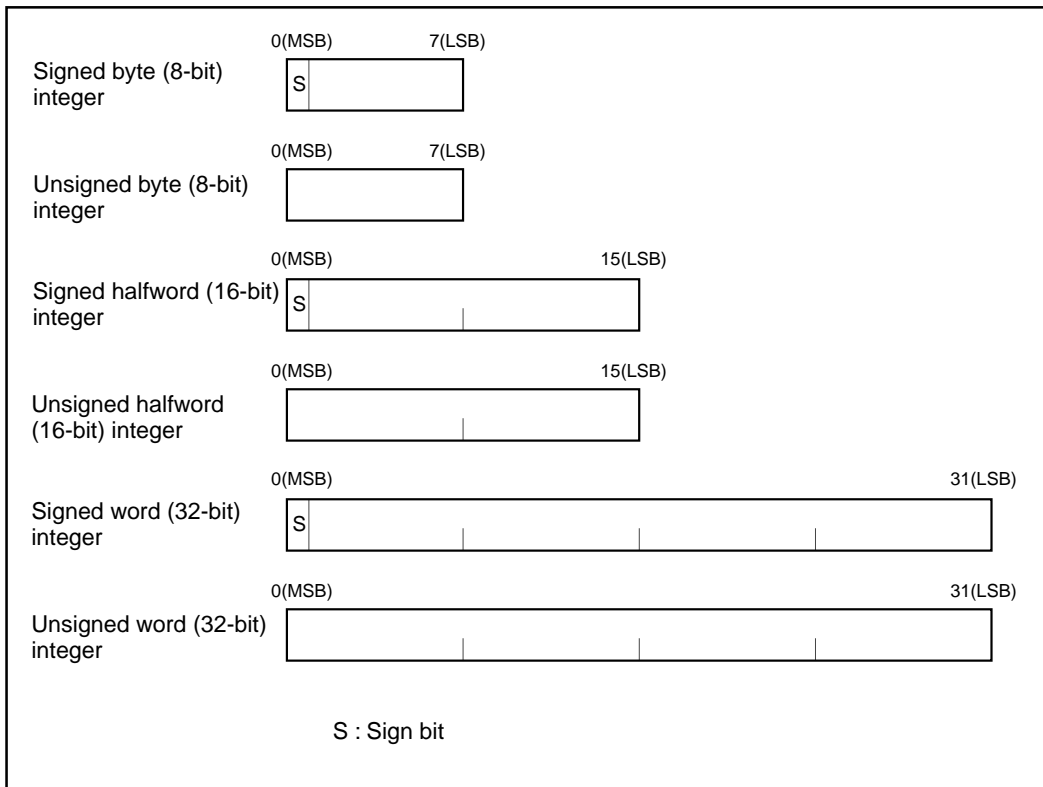 0(MSB) 7(LSB)
Signed byte (8-bit)
integer
S
0(MSB) 7(LSB)
Unsigned byte (8-bit)
integer
0(MSB) 15(LSB)
Signed halfword (16-bit)
integer
S
0(MSB) 15(LSB)
Unsigned halfword
(16-bit) integer
0(MSB) 31(LSB)
Signed word (32-bit)
integer
S
0(MSB) 31(LSB)
Unsigned word (32-bit)
integer
S : Sign bit